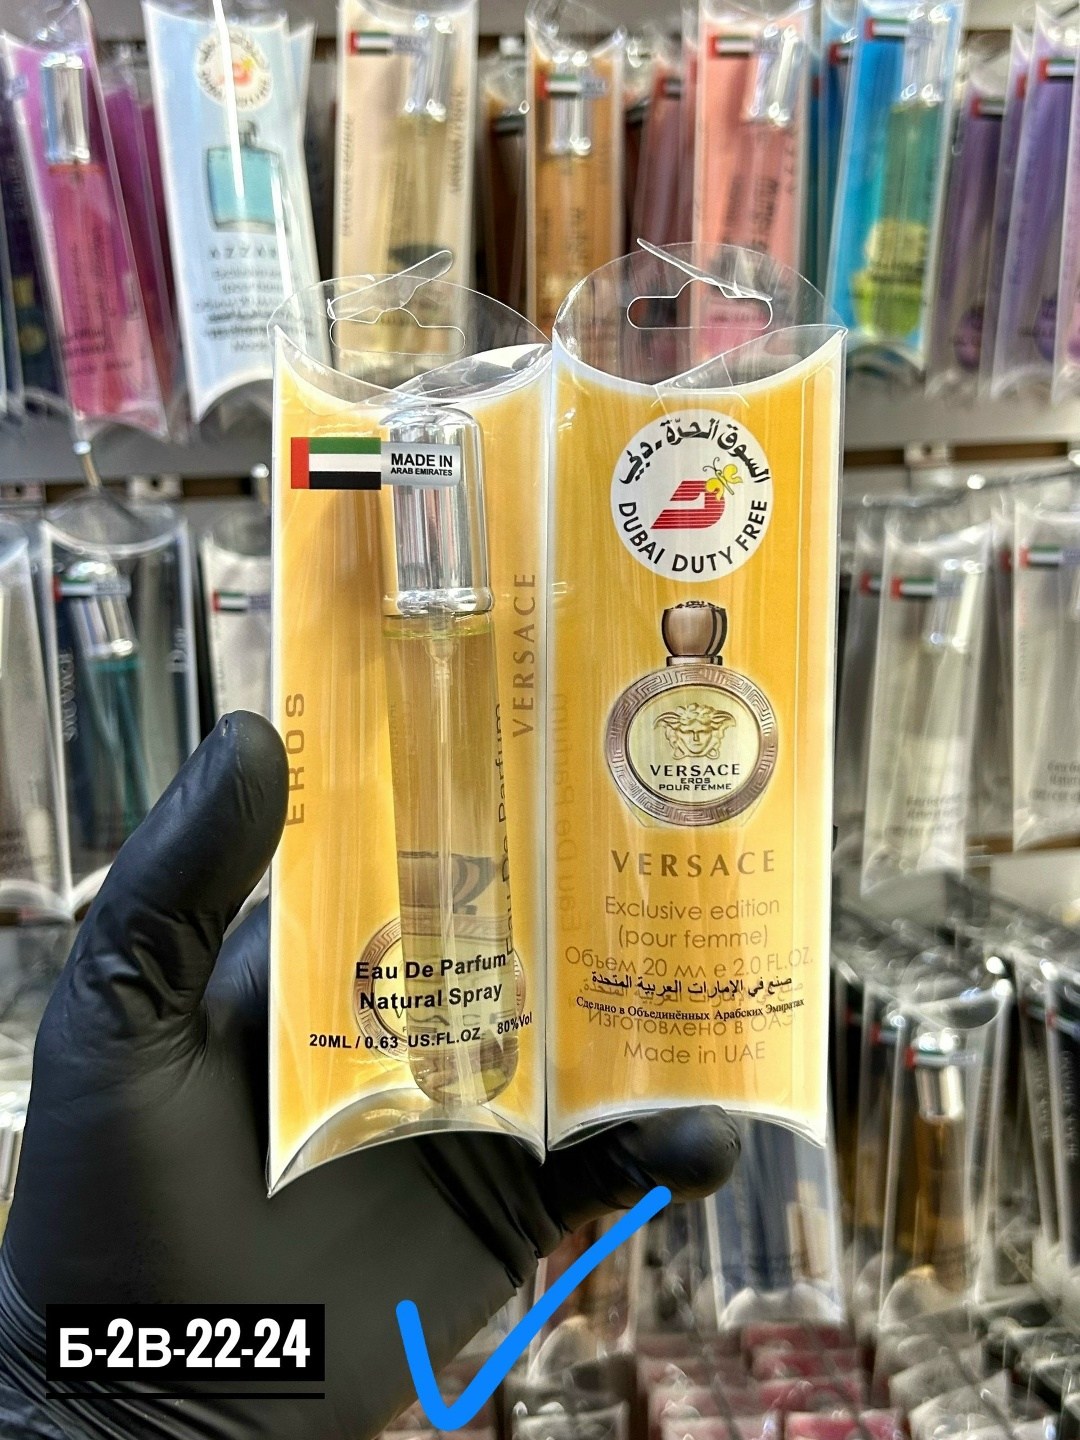 MADE IN
ARAB EMIRATES
EROS
VERSACE
Eau De Parfum
Eau De Parfum
Natural Spray
20ML / 0.63 US.FL.OZ 80%Vol
السوق الحرة - دبي
DUBAI DUTY FREE
VERSACE
EROS
POUR FEMME
VERSACE
Exclusive edition
(pour femme)
Объем 20 мл e 2.0 FL.OZ.
صنع في الإمارات العربية المتحدة
Сделано в Объединённых Арабских Эмиратах
Изготовлено в ОАЭ
Made in UAE
Б-2В-22-24